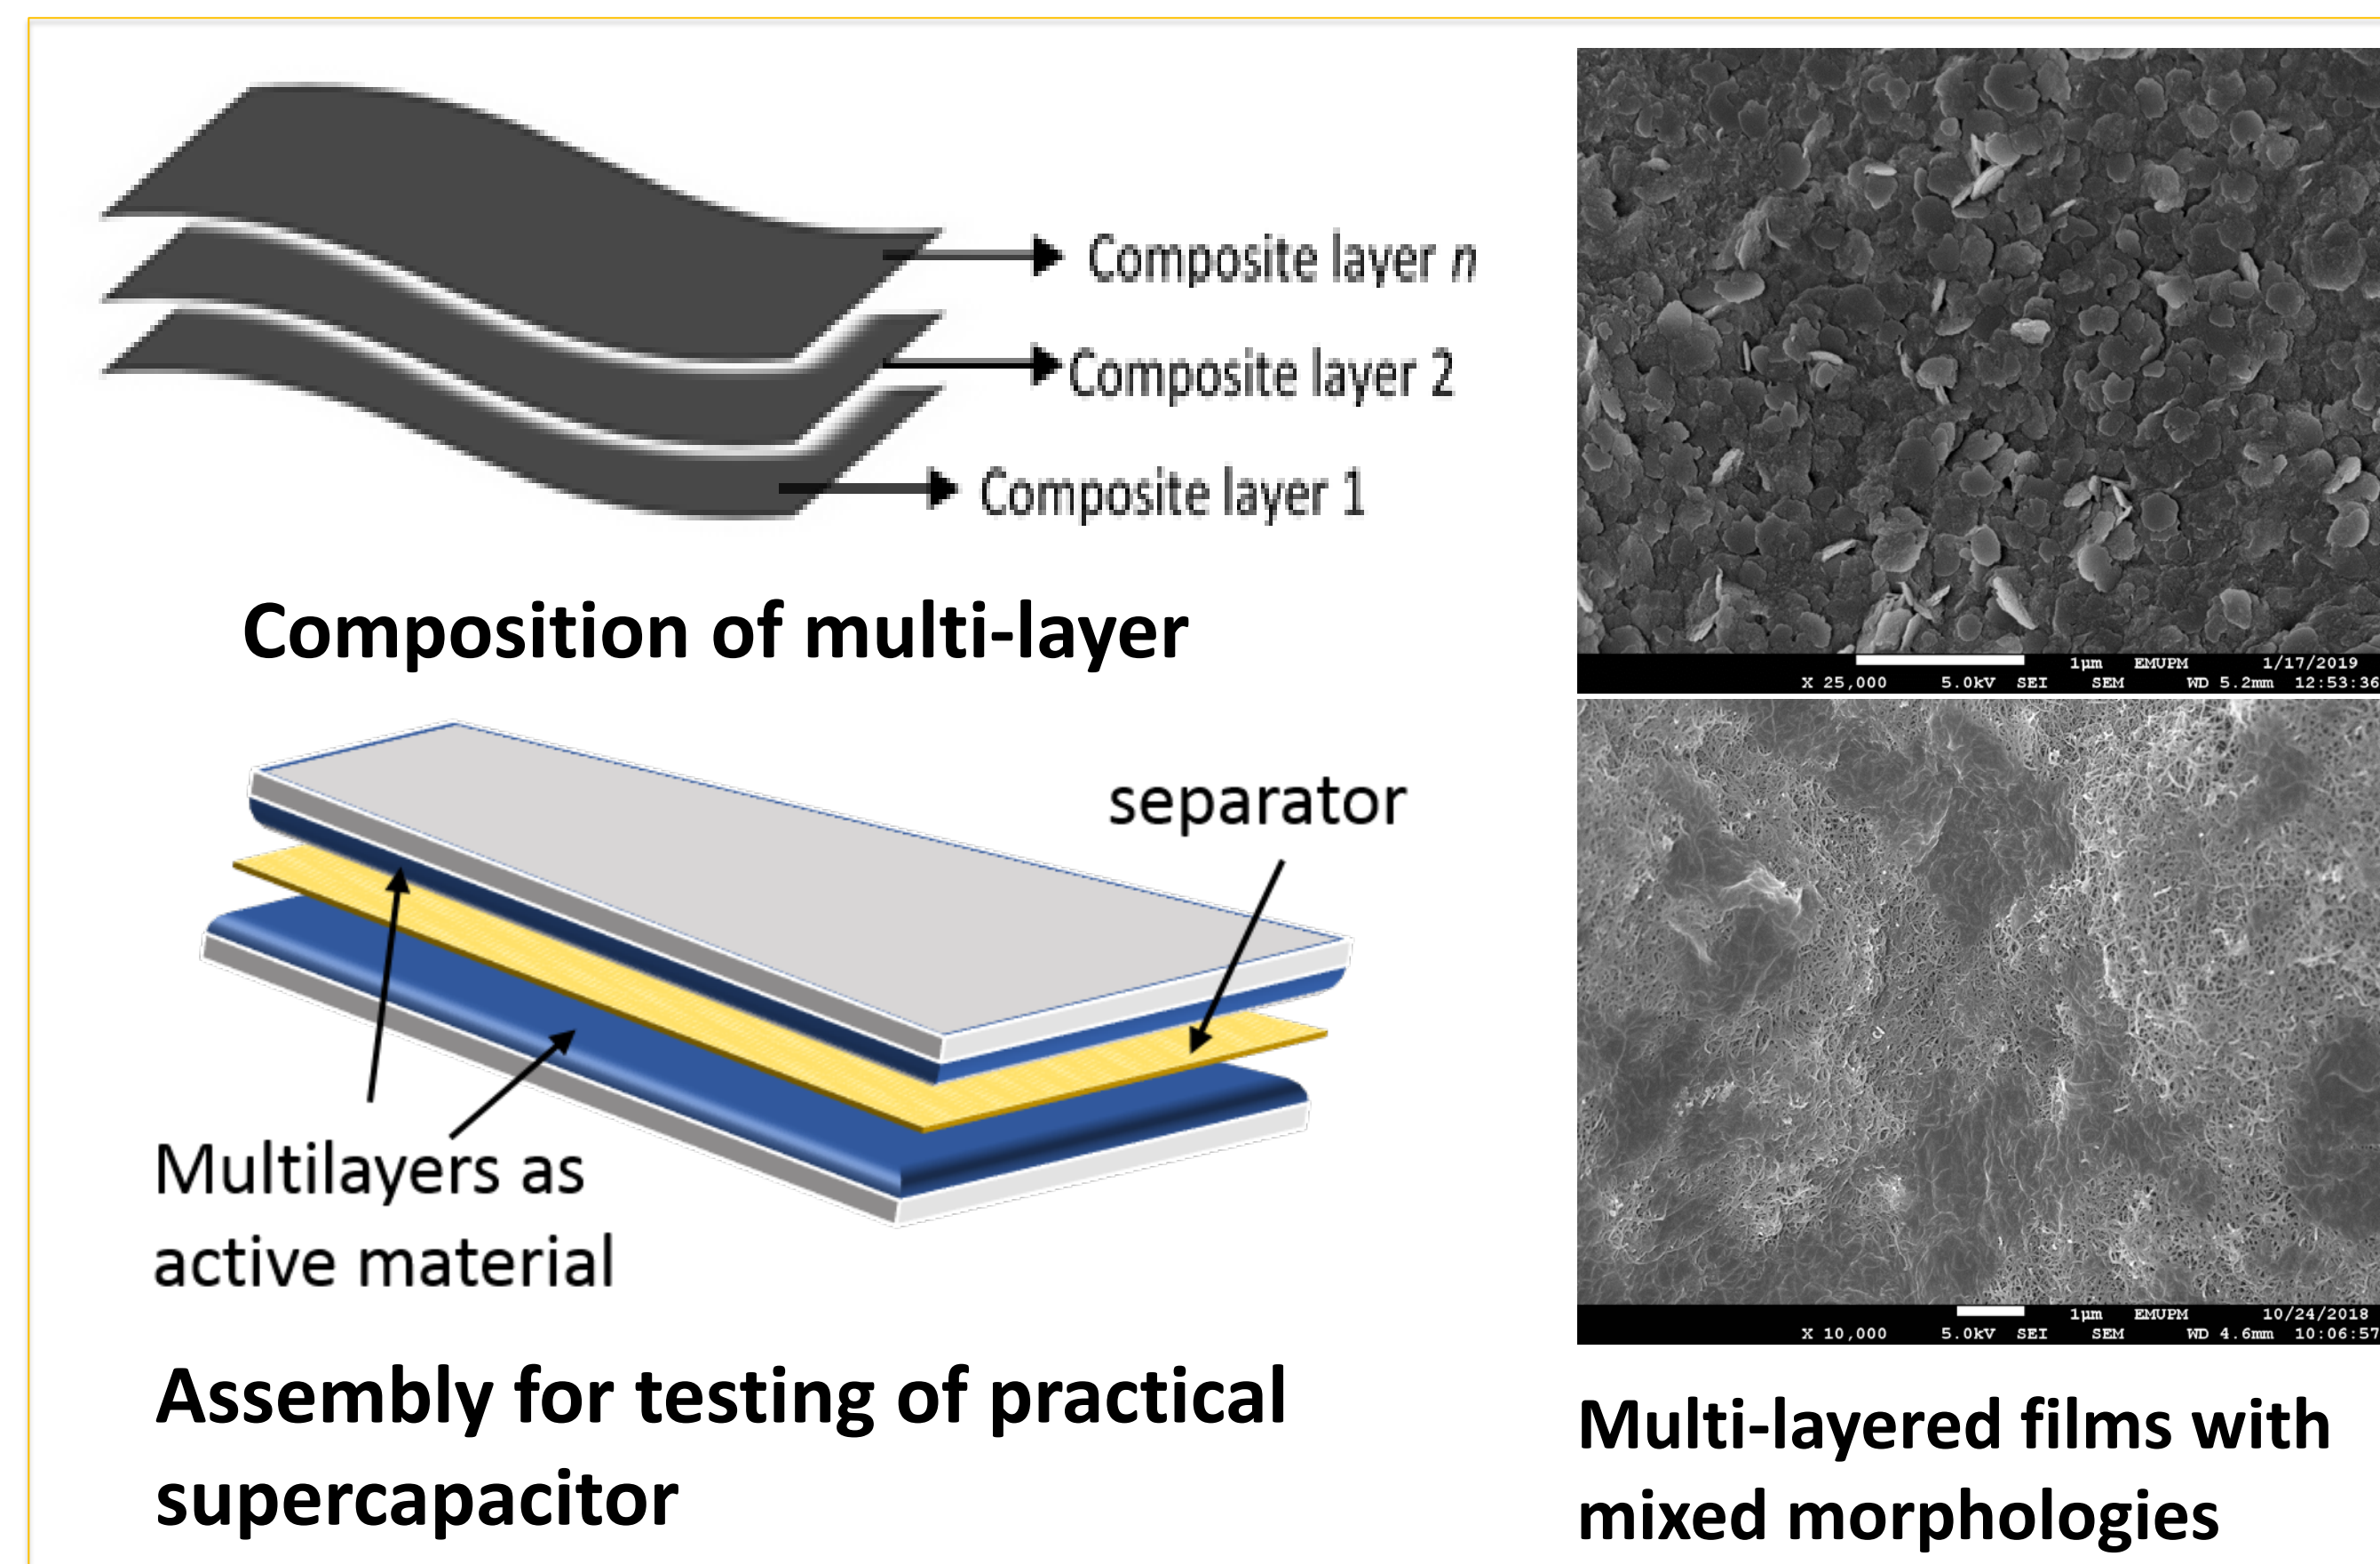 Composite layer n
Composite layer 2
Composite layer 1
Composition of multi-layer
separator
Multilayers as
active material
Assembly for testing of practical
supercapacitor
1µm EMUPM 1/17/2019
X 25,000 5.0kV SEI SEM WD 5.2mm 12:53:36
1µm EMUPM 10/24/2018
X 10,000 5.0kV SEI SEM WD 4.6mm 10:06:57
Multi-layered films with
mixed morphologies